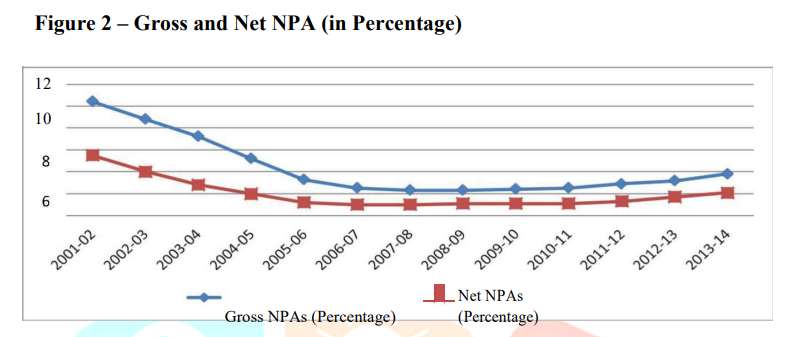 Figure 2 – Gross and Net NPA (in Percentage)
12
10
8
6
2001-02 2002-03 2003-04 2004-05 2005-06 2006-07 2007-08 2008-09 2009-10 2010-11 2011-12 2012-13 2013-14
Gross NPAs (Percentage)
Net NPAs
(Percentage)